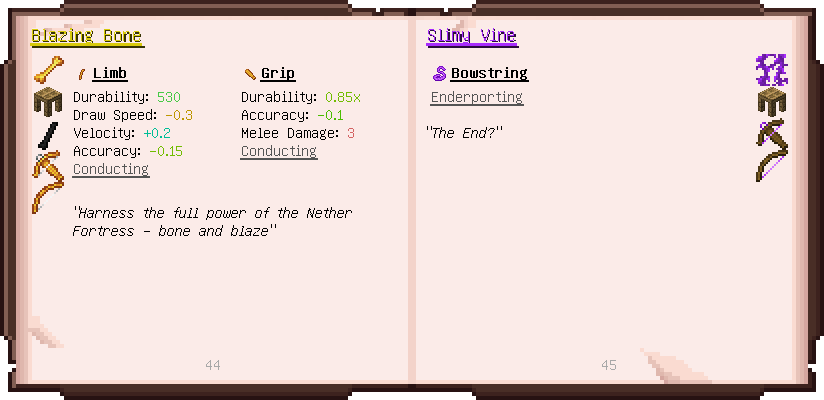 Blazing Bone
Limb
Durability: 530
Draw Speed: -0.3
Velocity: +0.2
Accuracy: -0.15
Conducting
Grip
Durability: 0.85x
Accuracy: -0.1
Melee Damage: 3
Conducting
"Harness the full power of the Nether
Fortress - bone and blaze"
44
Slimy Vine
Bowstring
Enderporting
"The End?"
45